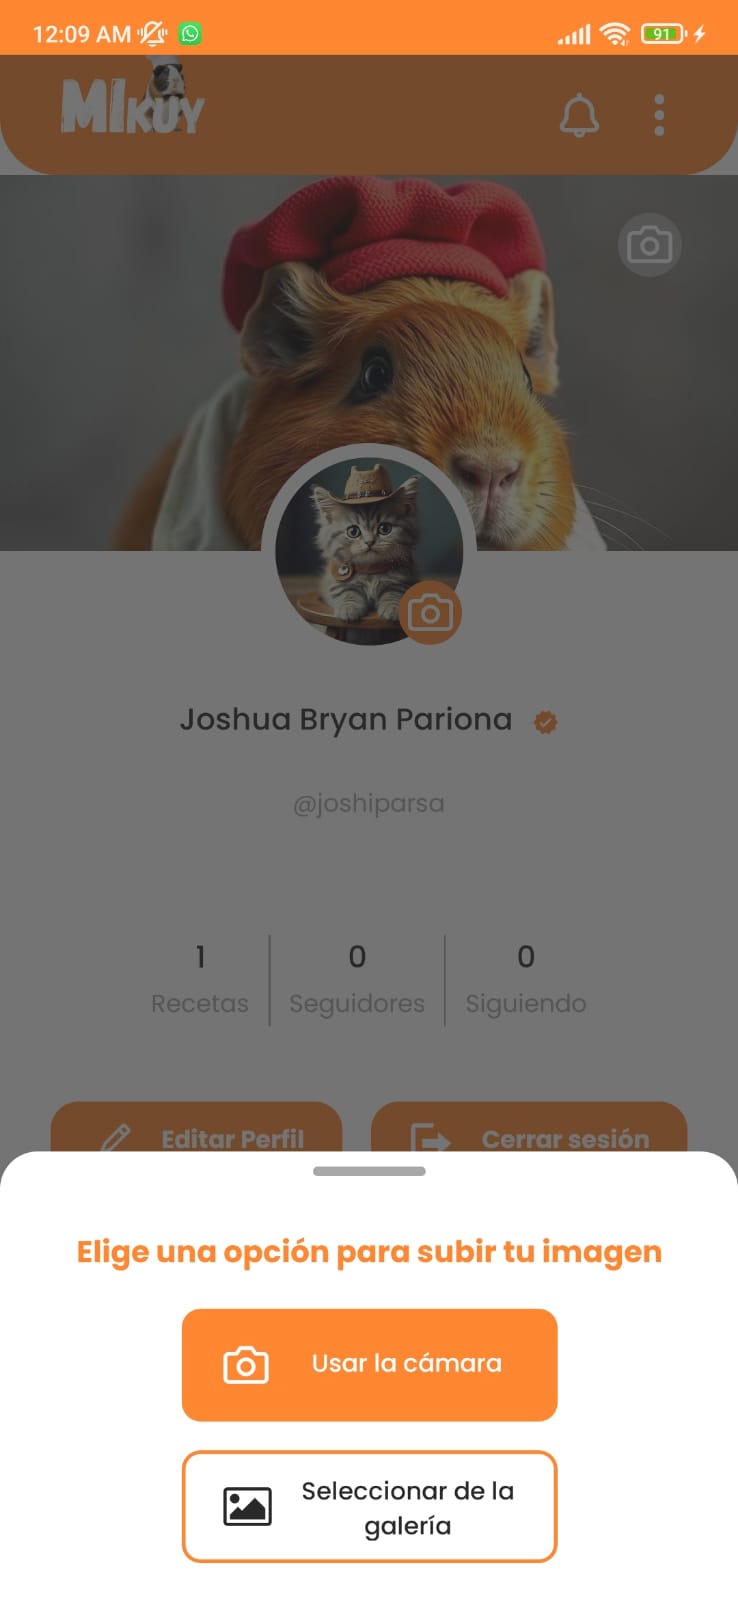 12:09 AM
91
MIKUY
Joshua Bryan Pariona
@joshiparsa
1 0 0
Recetas Seguidores Siguiendo
Editar Perfil Cerrar sesión
Elige una opción para subir tu imagen
Usar la cámara
Seleccionar de la
galería